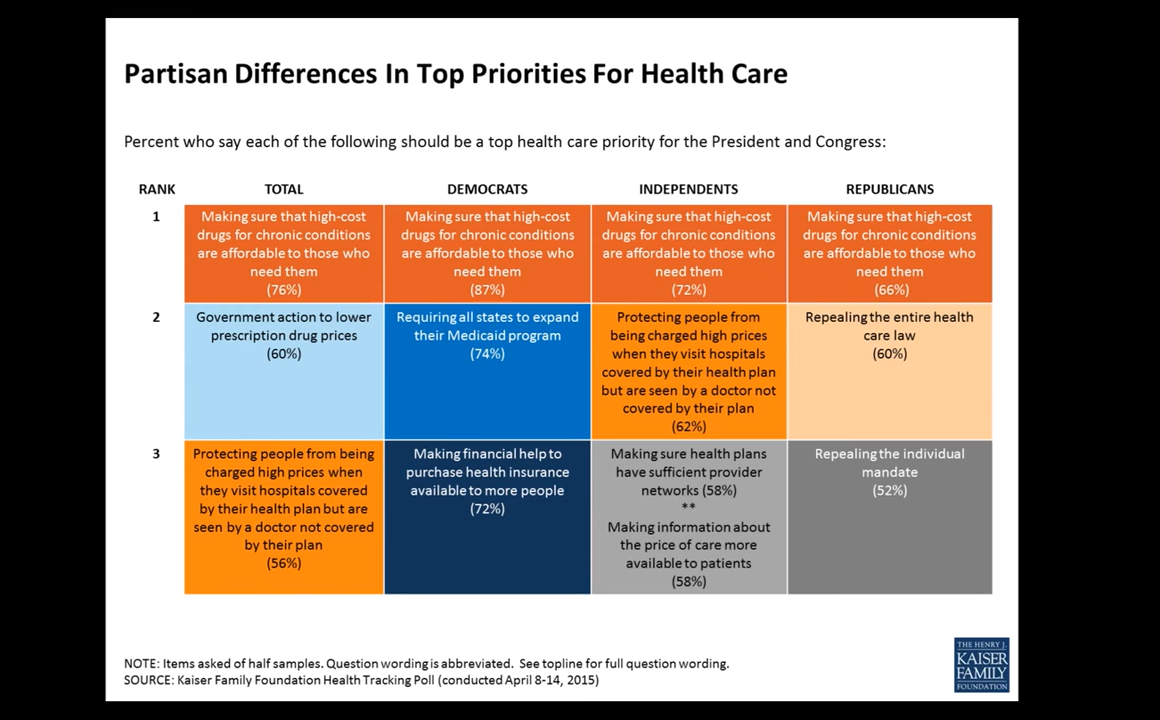 Partisan Differences In Top Priorities For Health Care
Percent who say each of the following should be a top health care priority for the President and Congress:
RANK TOTAL DEMOCRATS INDEPENDENTS REPUBLICANS
1
Making sure that high-cost
drugs for chronic conditions
are affordable to those who
need them
(76%)
Making sure that high-cost
drugs for chronic conditions
are affordable to those who
need them
(87%)
Making sure that high-cost
drugs for chronic conditions
are affordable to those who
need them
(72%)
Making sure that high-cost
drugs for chronic conditions
are affordable to those who
need them
(66%)
2
Government action to lower
prescription drug prices
(60%)
Requiring all states to expand
their Medicaid program
(74%)
Protecting people from
being charged high prices
when they visit hospitals
covered by their health plan
but are seen by a doctor not
covered by their plan
(62%)
Repealing the entire health
care law
(60%)
3
Protecting people from being
charged high prices when
they visit hospitals covered
by their health plan but are
seen by a doctor not covered
by their plan
(56%)
Making financial help to
purchase health insurance
available to more people
(72%)
Making sure health plans
have sufficient provider
networks (58%)
**
Making information about
the price of care more
available to patients
(58%)
Repealing the individual
mandate
(52%)
NOTE: Items asked of half samples. Question wording is abbreviated. See topline for full question wording.
SOURCE: Kaiser Family Foundation Health Tracking Poll (conducted April 8-14, 2015)
THE HENRY J.
KAISER
FAMILY
FOUNDATION